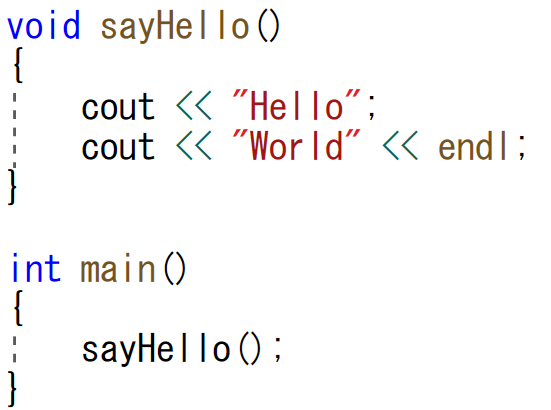 void sayHello()
{
    cout << "Hello";
    cout << "World" << endl;
}

int main()
{
    sayHello();
}